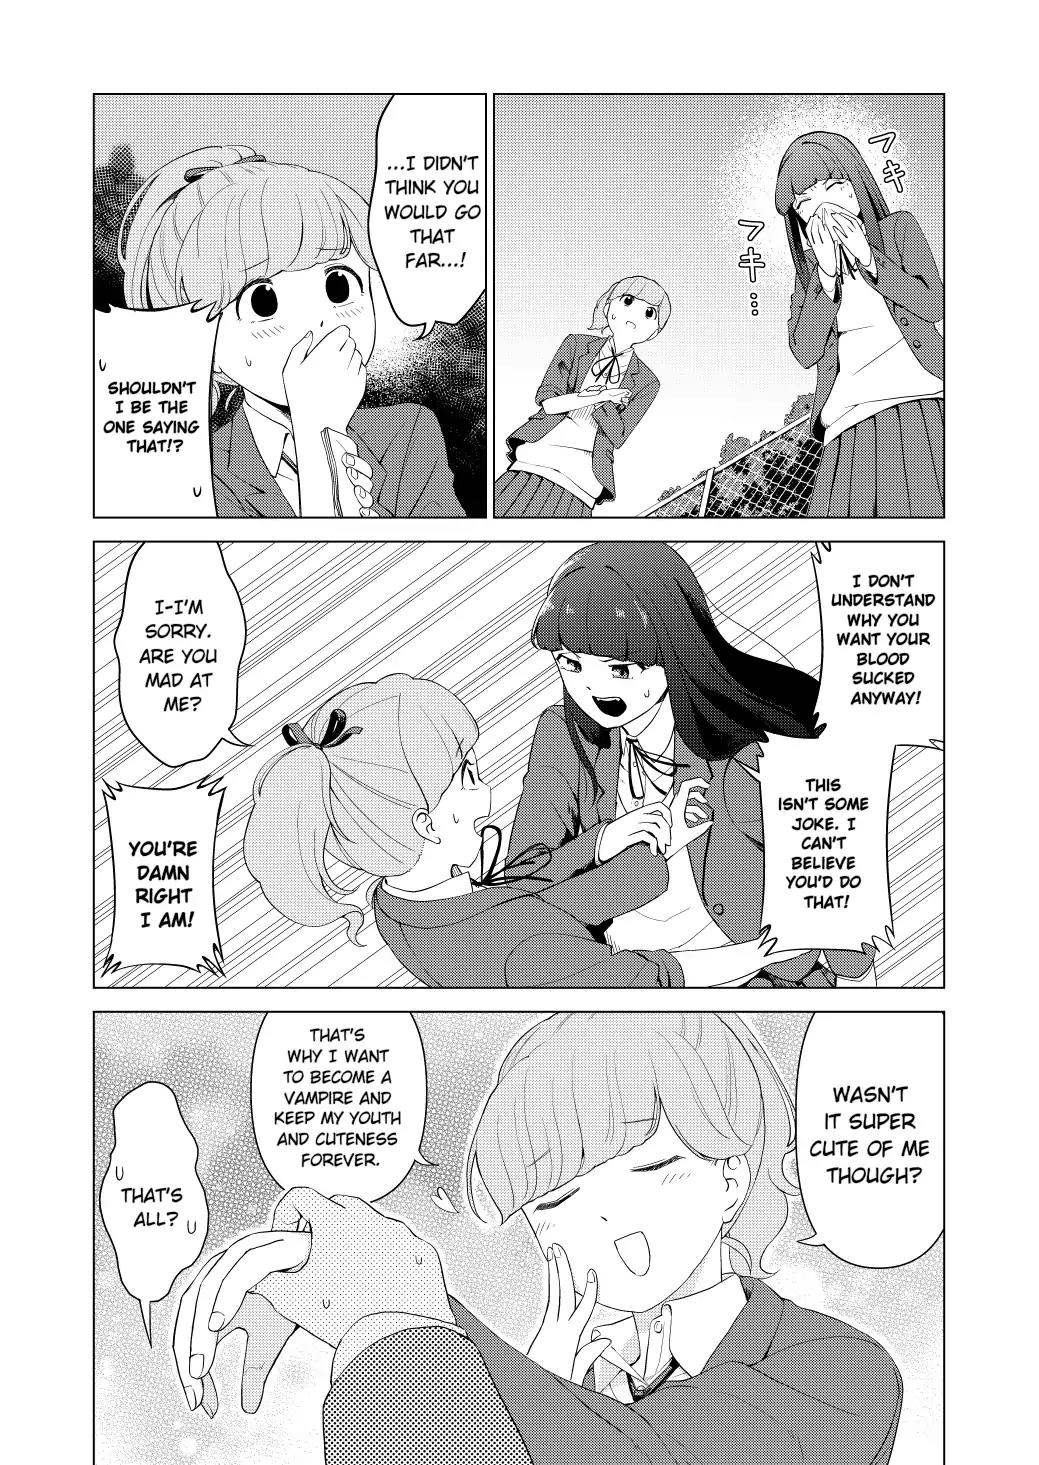 フキ
フキ…
...I DIDN'T
THINK YOU
WOULD GO
THAT
FAR...!
SHOULDN'T
I BE THE
ONE SAYING
THAT!?
I DON'T
UNDERSTAND
WHY YOU
WANT YOUR
BLOOD
SUCKED
ANYWAY!
THIS
ISN'T SOME
JOKE. I
CAN'T
BELIEVE
YOU'D DO
THAT!
I-I'M
SORRY.
ARE YOU
MAD AT
ME?
YOU'RE
DAMN
RIGHT
I AM!
WASN'T
IT SUPER
CUTE OF ME
THOUGH?
THAT'S
WHY I WANT
TO BECOME A
VAMPIRE AND
KEEP MY YOUTH
AND CUTENESS
FOREVER.
THAT'S
ALL?